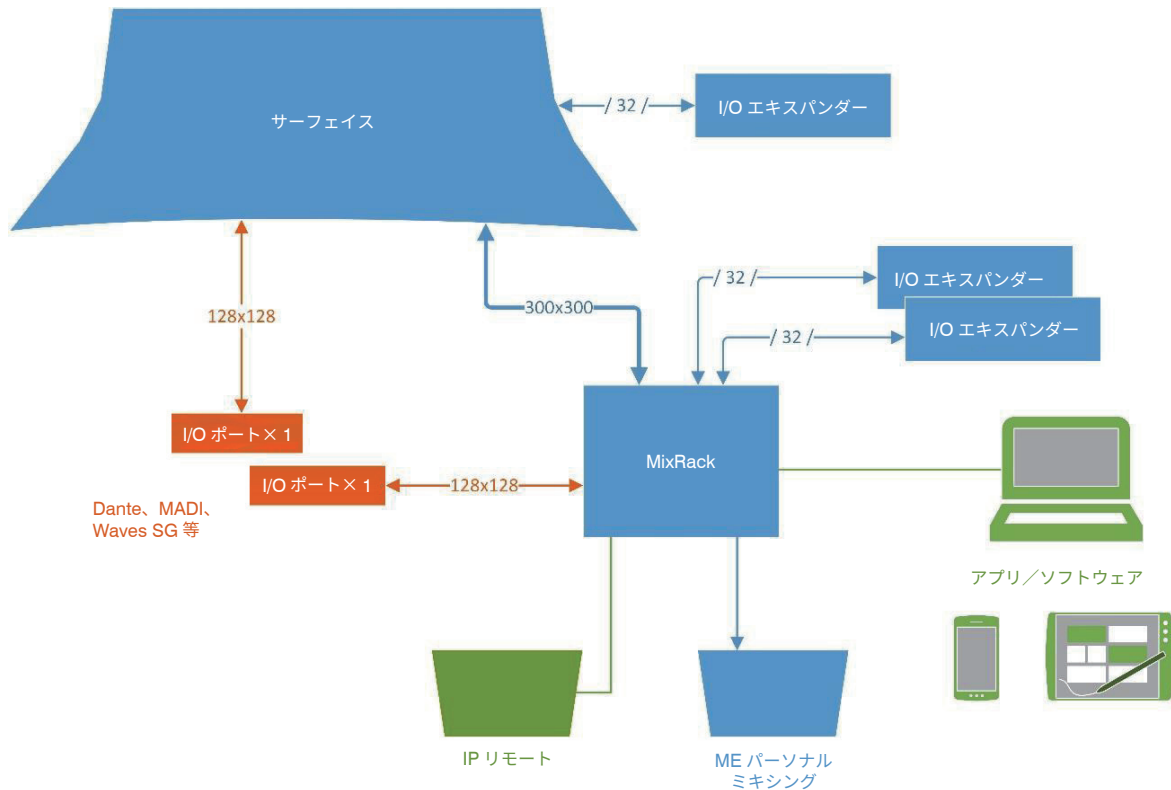 サーフェイス
/ 32 /
I/O エキスパンダー
128x128
300x300
/ 32 /
I/O エキスパンダー
/ 32 /
I/O エキスパンダー
I/O ポート× 1
I/O ポート× 1
128x128
MixRack
Dante、MADI、
Waves SG 等
アプリ／ソフトウェア
IP リモート
ME パーソナル
ミキシング